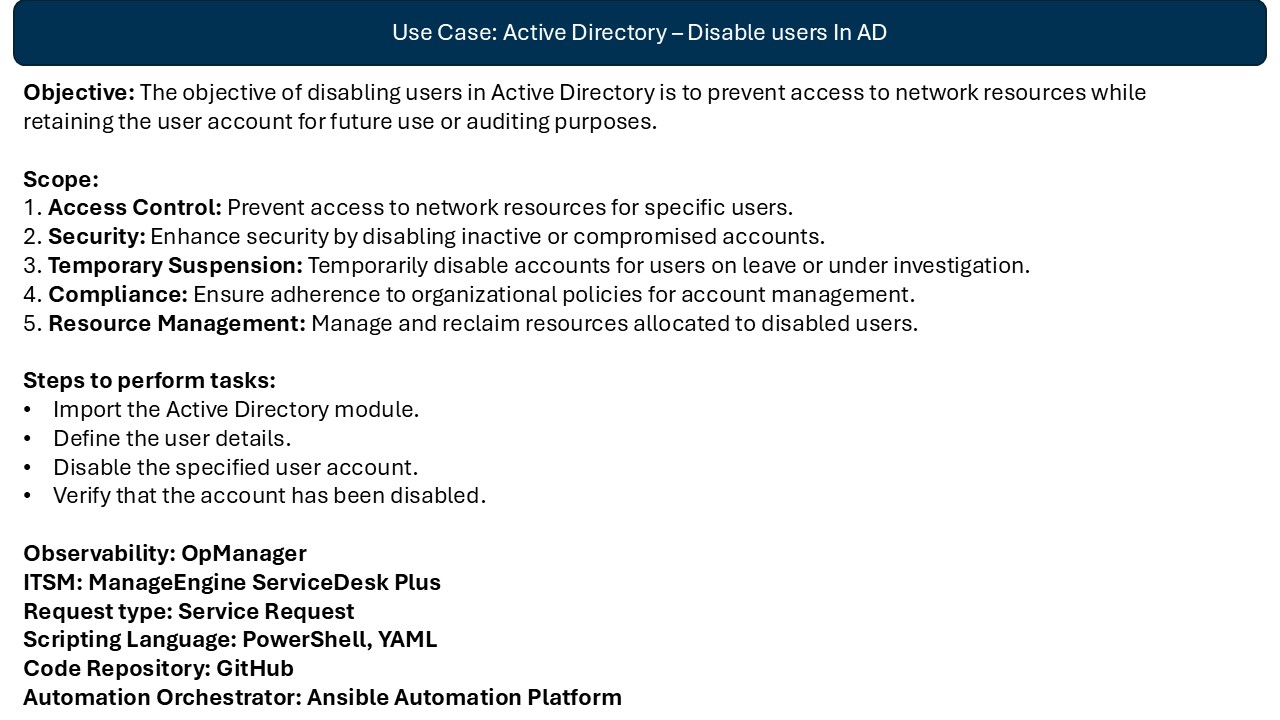 Use Case: Active Directory – Disable users In AD
Objective: The objective of disabling users in Active Directory is to prevent access to network resources while
retaining the user account for future use or auditing purposes.
Scope:
1. Access Control: Prevent access to network resources for specific users.
2. Security: Enhance security by disabling inactive or compromised accounts.
3. Temporary Suspension: Temporarily disable accounts for users on leave or under investigation.
4. Compliance: Ensure adherence to organizational policies for account management.
5. Resource Management: Manage and reclaim resources allocated to disabled users.
Steps to perform tasks:
• Import the Active Directory module.
• Define the user details.
• Disable the specified user account.
• Verify that the account has been disabled.
Observability: OpManager
ITSM: ManageEngine ServiceDesk Plus
Request type: Service Request
Scripting Language: PowerShell, YAML
Code Repository: GitHub
Automation Orchestrator: Ansible Automation Platform